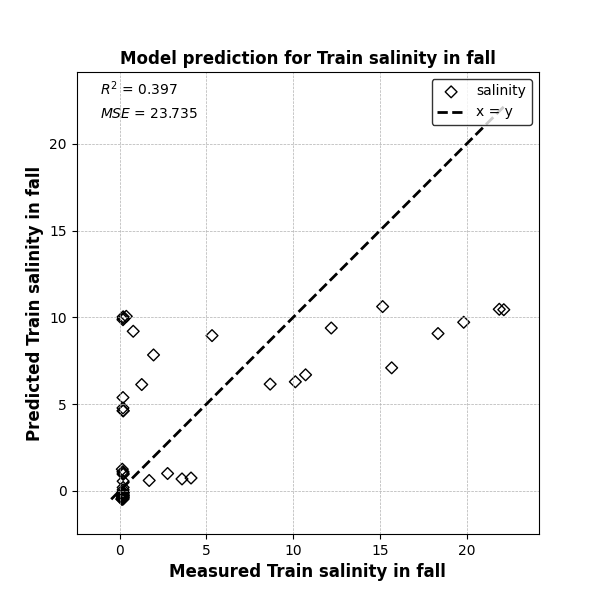 Model prediction for Train salinity in fall
R² = 0.397
MSE = 23.735
salinity
x = y
Predicted Train salinity in fall
20
15
10
5
0
0 5 10 15 20
Measured Train salinity in fall